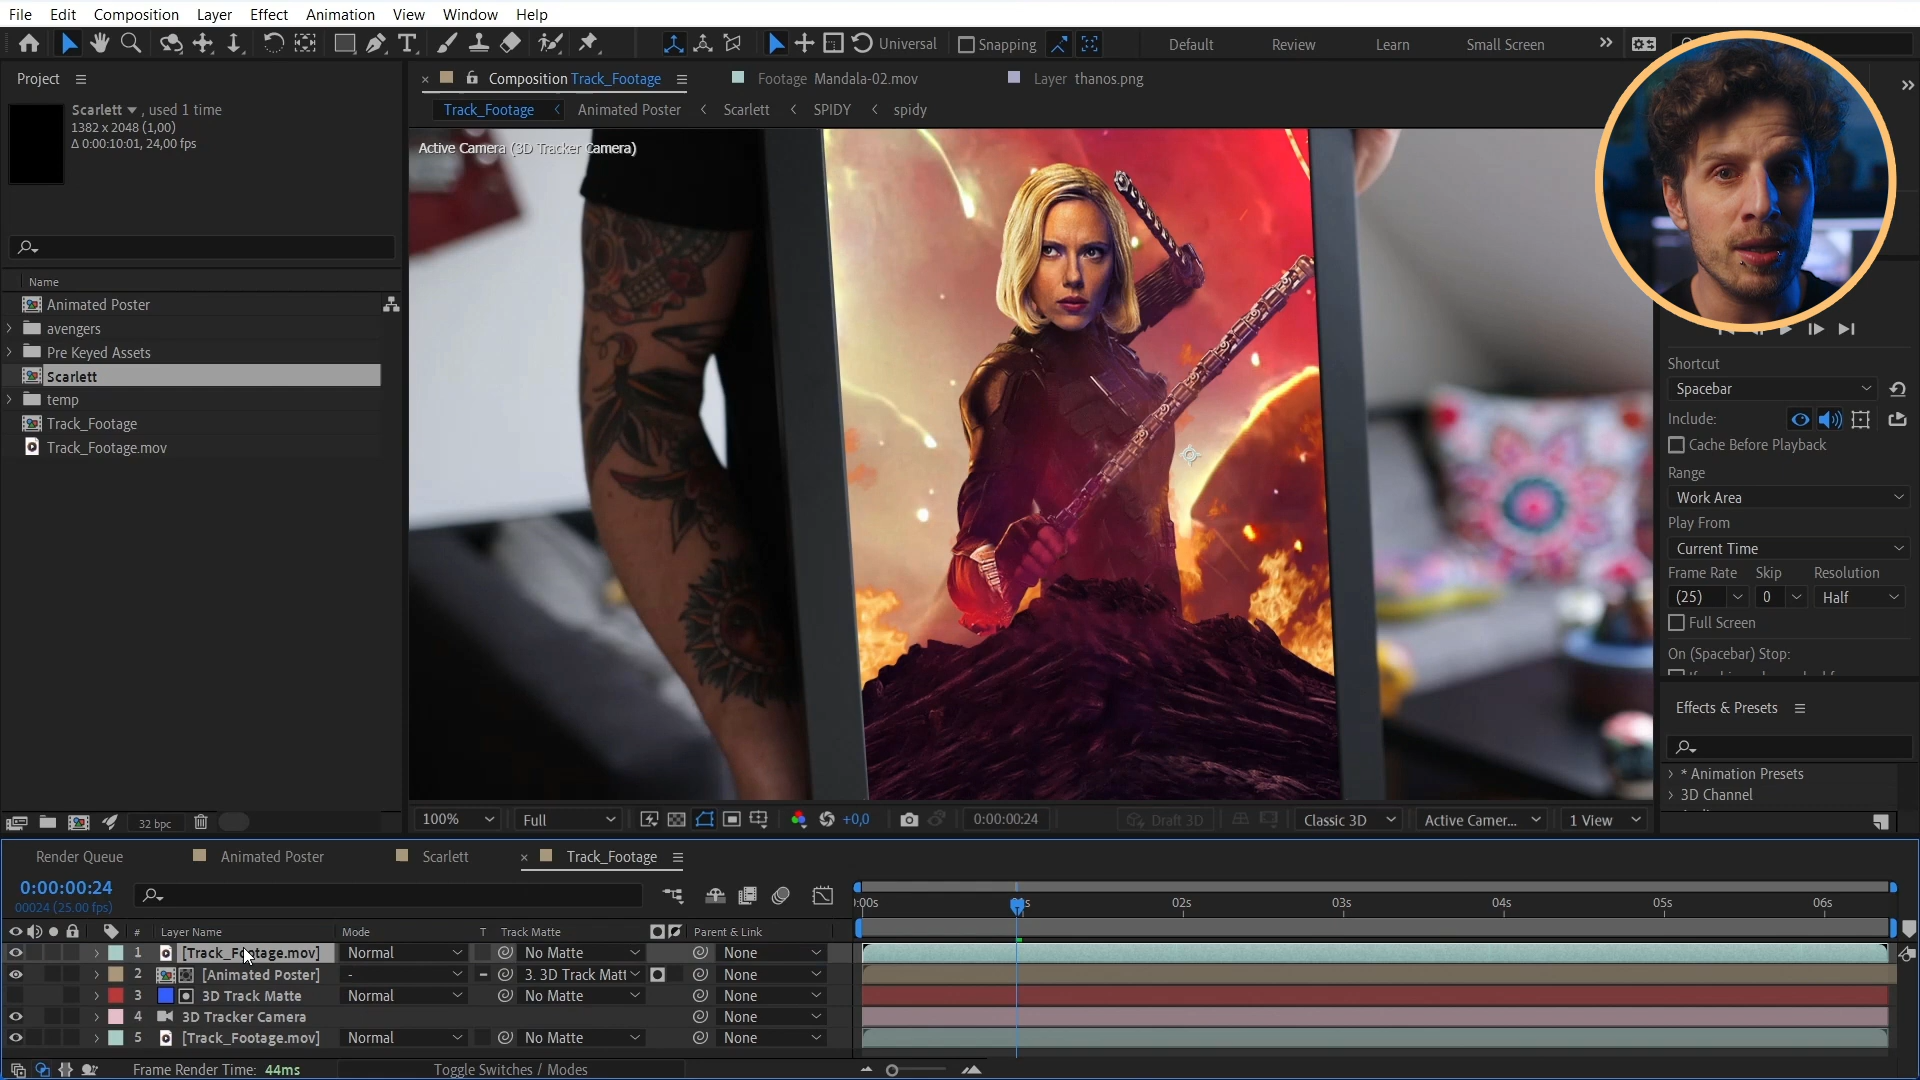 File Edit Composition Layer Effect Animation View Window Help
Universal Snapping Default Review Learn Small Screen
Project
Composition Track_Footage Footage Mandala-02.mov Layer thanos.png
Scarlett , used 1 time
1382 x 2048 (1,00)
Δ 0:00:10:01, 24,00 fps
Track_Footage Animated Poster Scarlett SPIDY spidy
Active Camera (3D Tracker Camera)
Name
Animated Poster
avengers
Pre Keyed Assets
Scarlett
temp
Track_Footage
Track_Footage.mov
Shortcut
Spacebar
Include:
Cache Before Playback
Range
Work Area
Play From
Current Time
Frame Rate Skip Resolution
(25) 0 Half
Full Screen
On (Spacebar) Stop:
Effects & Presets
* Animation Presets
3D Channel
32 bpc
100% Full +0,0 0:00:00:24 Draft 3D Classic 3D Active Camer... 1 View
Render Queue Animated Poster Scarlett Track_Footage
0:00:00:24
00024 (25.00 fps)
:00s 02s 03s 04s 05s 06s
# Layer Name Mode T Track Matte Parent & Link
1 [Track_Footage.mov] Normal No Matte None
2 [Animated Poster] - 3. 3D Track Matt None
3 3D Track Matte Normal No Matte None
4 3D Tracker Camera None
5 [Track_Footage.mov] Normal No Matte None
Frame Render Time: 44ms Toggle Switches / Modes